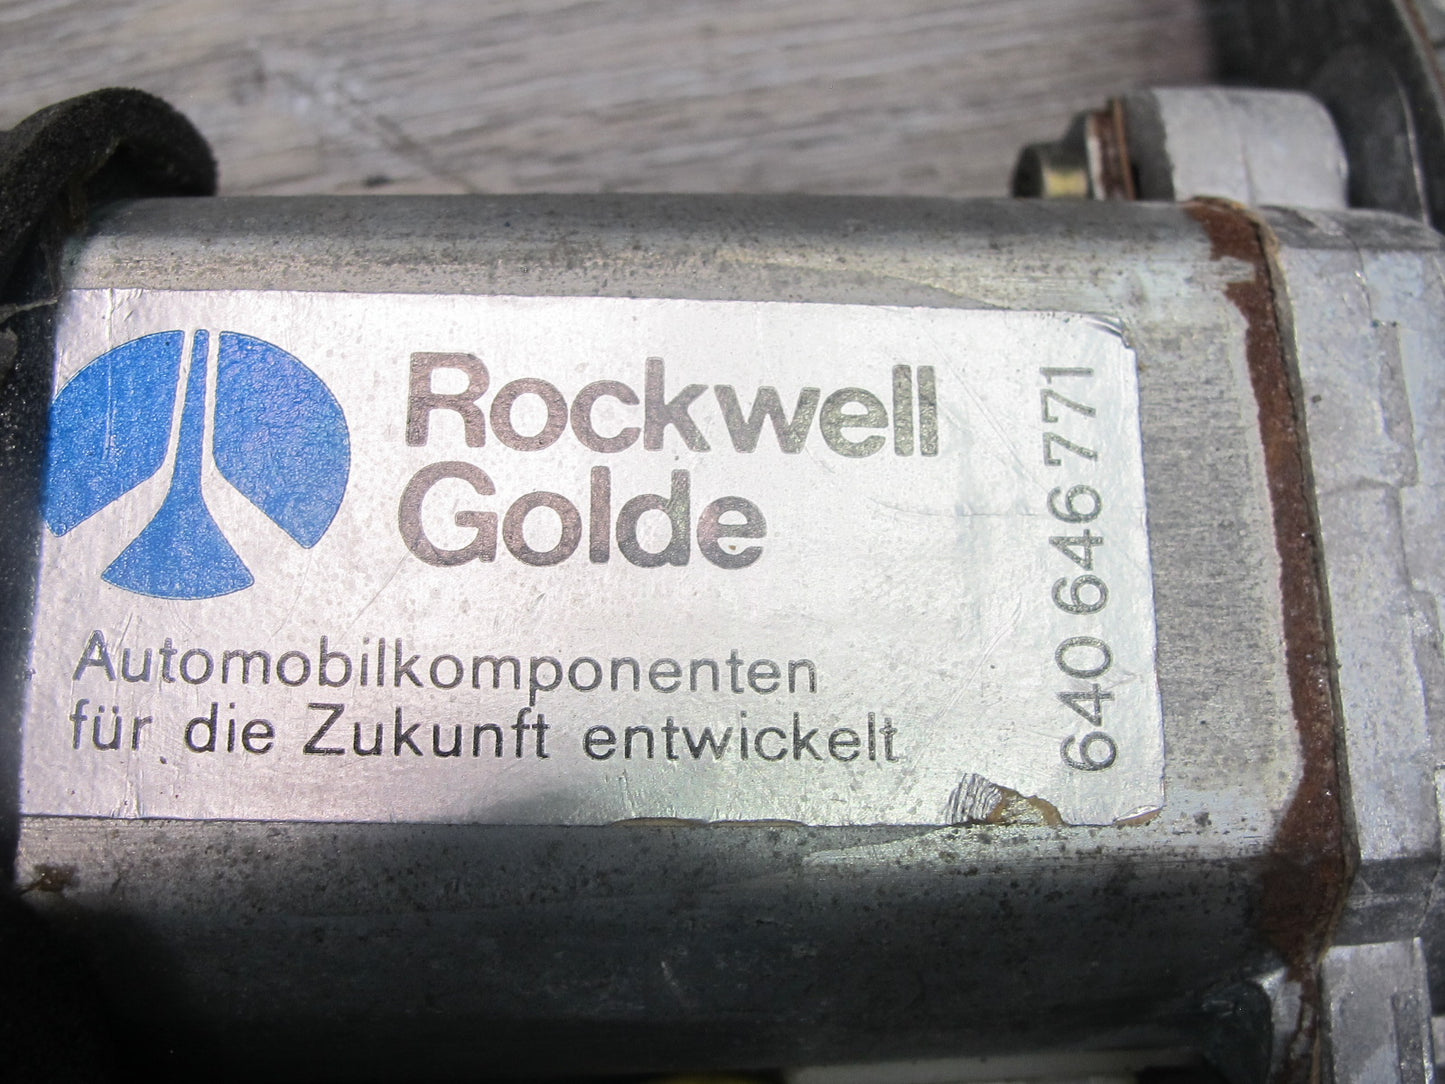 Rockwell
Golde
Automobilkomponenten
für die Zukunft entwickelt
640 646 771